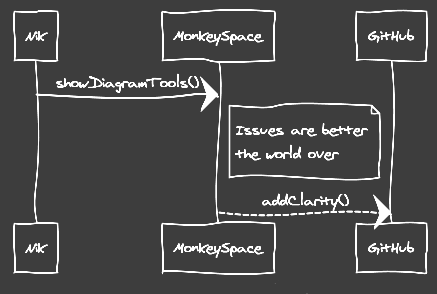 NiK MonkeySpace GitHub
showDiagramTools()
Issues are better
the world over
addClarity()
NiK MonkeySpace GitHub